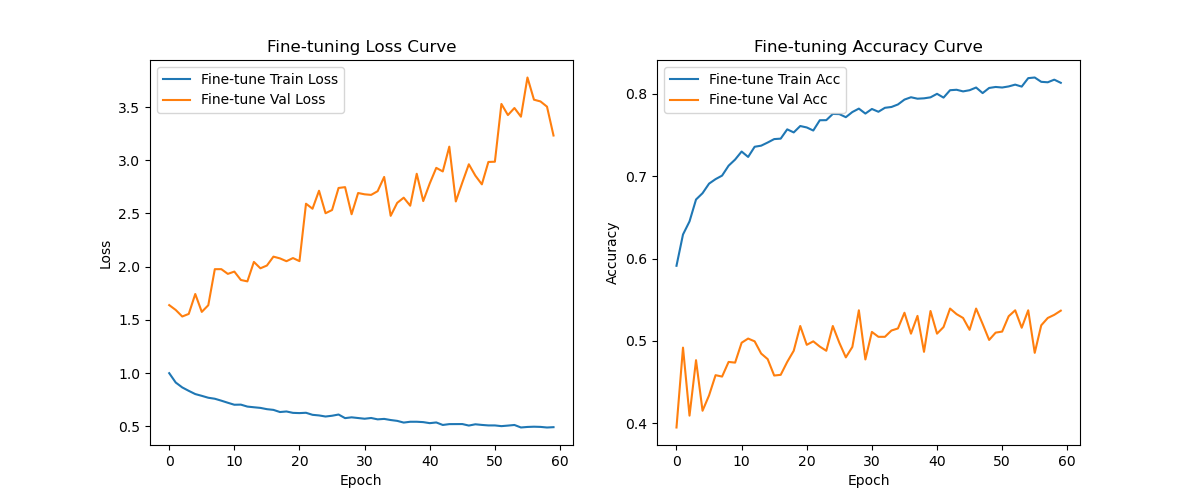 Fine-tuning Loss Curve
Fine-tune Train Loss
Fine-tune Val Loss
3.5
3.0
2.5
2.0
1.5
1.0
0.5
Loss
0 10 20 30 40 50 60
Epoch
Fine-tuning Accuracy Curve
Fine-tune Train Acc
Fine-tune Val Acc
0.8
0.7
0.6
0.5
0.4
Accuracy
0 10 20 30 40 50 60
Epoch